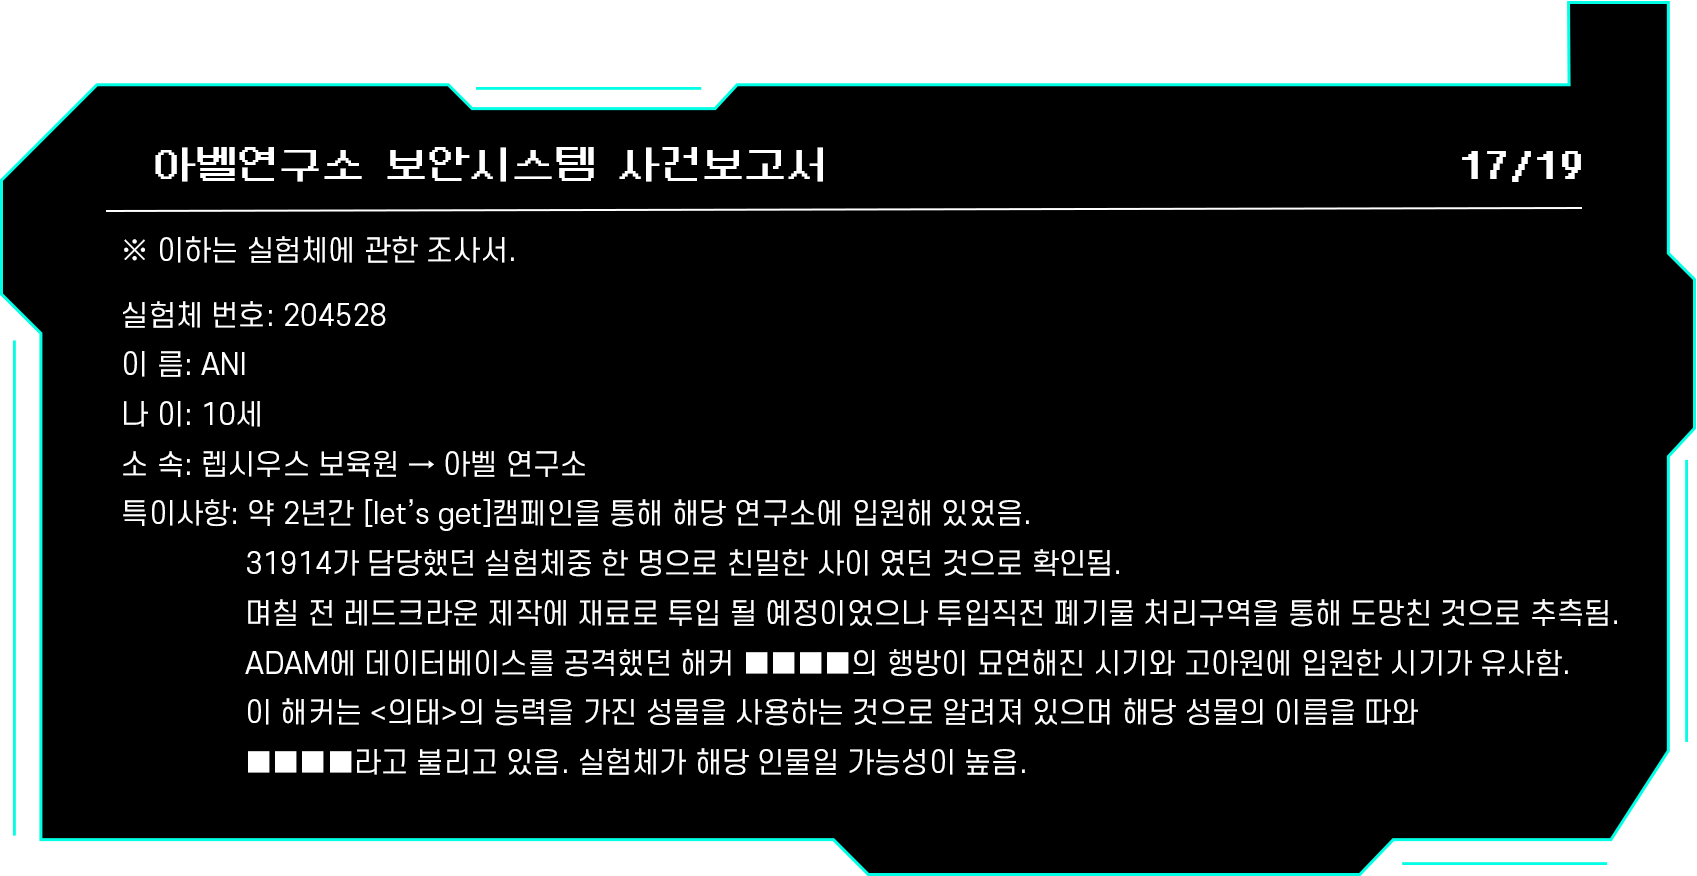 아벨연구소 보안시스템 사건보고서 17/19
※ 이하는 실험체에 관한 조사서.
실험체 번호: 204528
이 름: ANI
나 이: 10세
소 속: 렙시우스 보육원 → 아벨 연구소
특이사항: 약 2년간 [let's get]캠페인을 통해 해당 연구소에 입원해 있었음.
31914가 담당했던 실험체중 한 명으로 친밀한 사이 였던 것으로 확인됨.
며칠 전 레드크라운 제작에 재료로 투입 될 예정이었으나 투입직전 폐기물 처리구역을 통해 도망친 것으로 추측됨.
ADAM에 데이터베이스를 공격했던 해커 ■■■■의 행방이 묘연해진 시기와 고아원에 입원한 시기가 유사함.
이 해커는 <의태>의 능력을 가진 성물을 사용하는 것으로 알려져 있으며 해당 성물의 이름을 따와
■■■■라고 불리고 있음. 실험체가 해당 인물일 가능성이 높음.